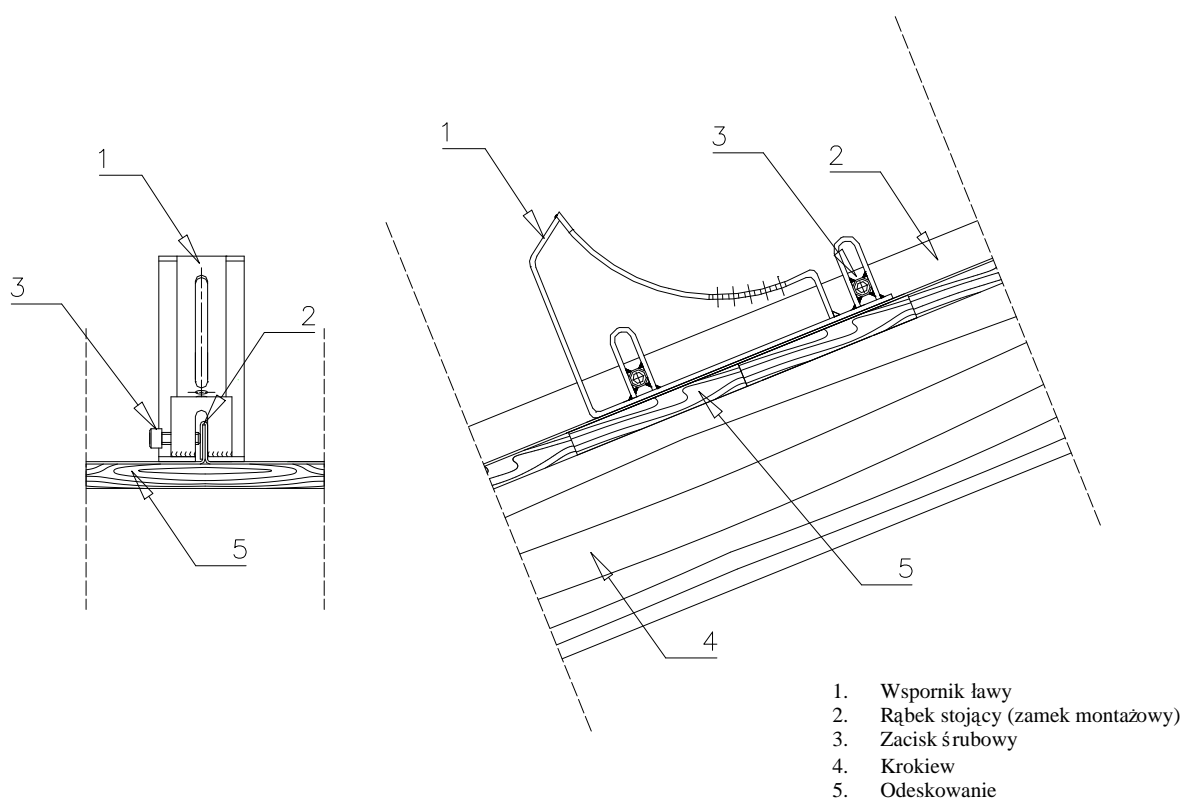 1
3
2
5
1
3
2
5
4
1. Wspornik ławy
2. Rąbek stojący (zamek montażowy)
3. Zacisk śrubowy
4. Krokiew
5. Odeskowanie